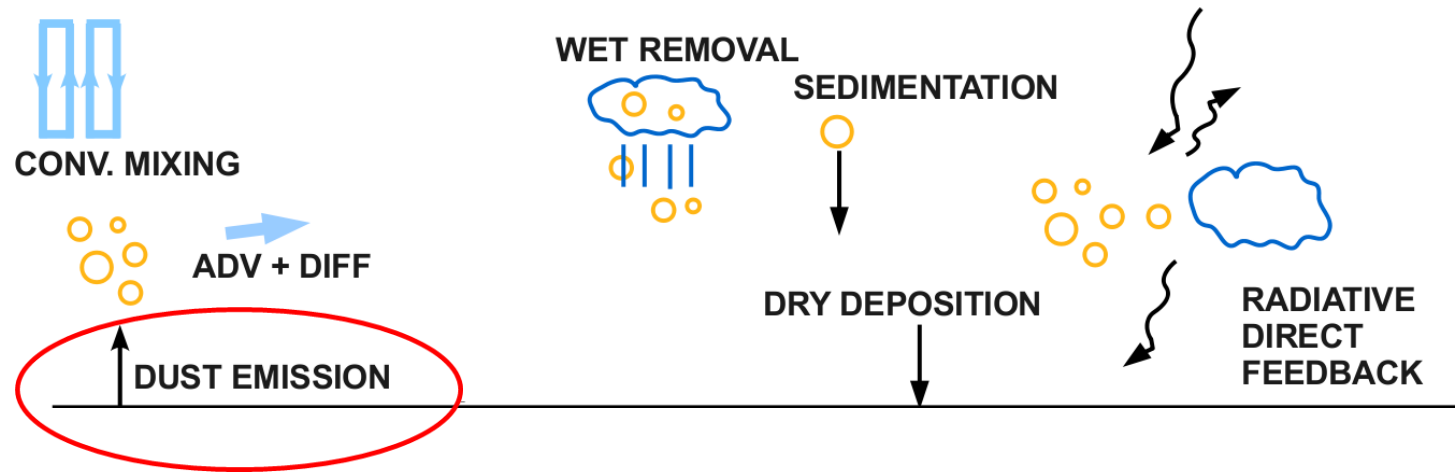 WET REMOVAL
SEDIMENTATION
CONV. MIXING
ADV + DIFF
DRY DEPOSITION
RADIATIVE
DIRECT
FEEDBACK
DUST EMISSION